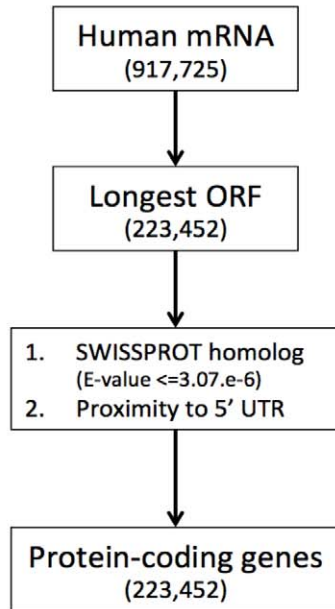 Human mRNA
(917,725)
Longest ORF
(223,452)
1. SWISSPROT homolog
(E-value <=3.07.e-6)
2. Proximity to 5’ UTR
Protein-coding genes
(223,452)